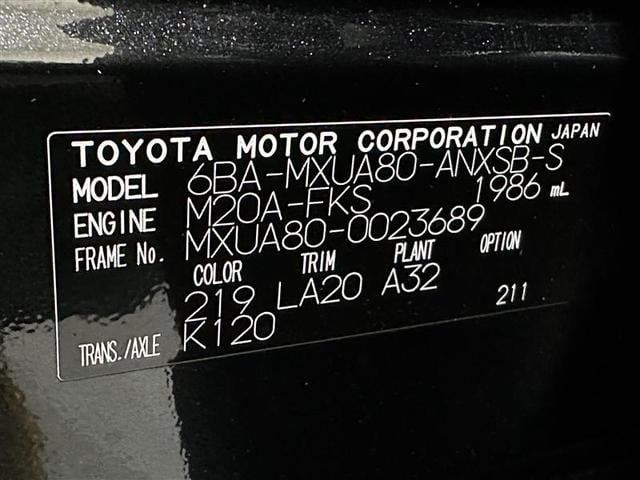 TOYOTA MOTOR CORPORATION JAPAN
MODEL 6BA-MXUA80-ANXSB-S
ENGINE M20A-FKS 1986 mL
FRAME No. MXUA80-0023689
COLOR TRIM PLANT OPTION
219 LA20 A32 211
TRANS./AXLE K120